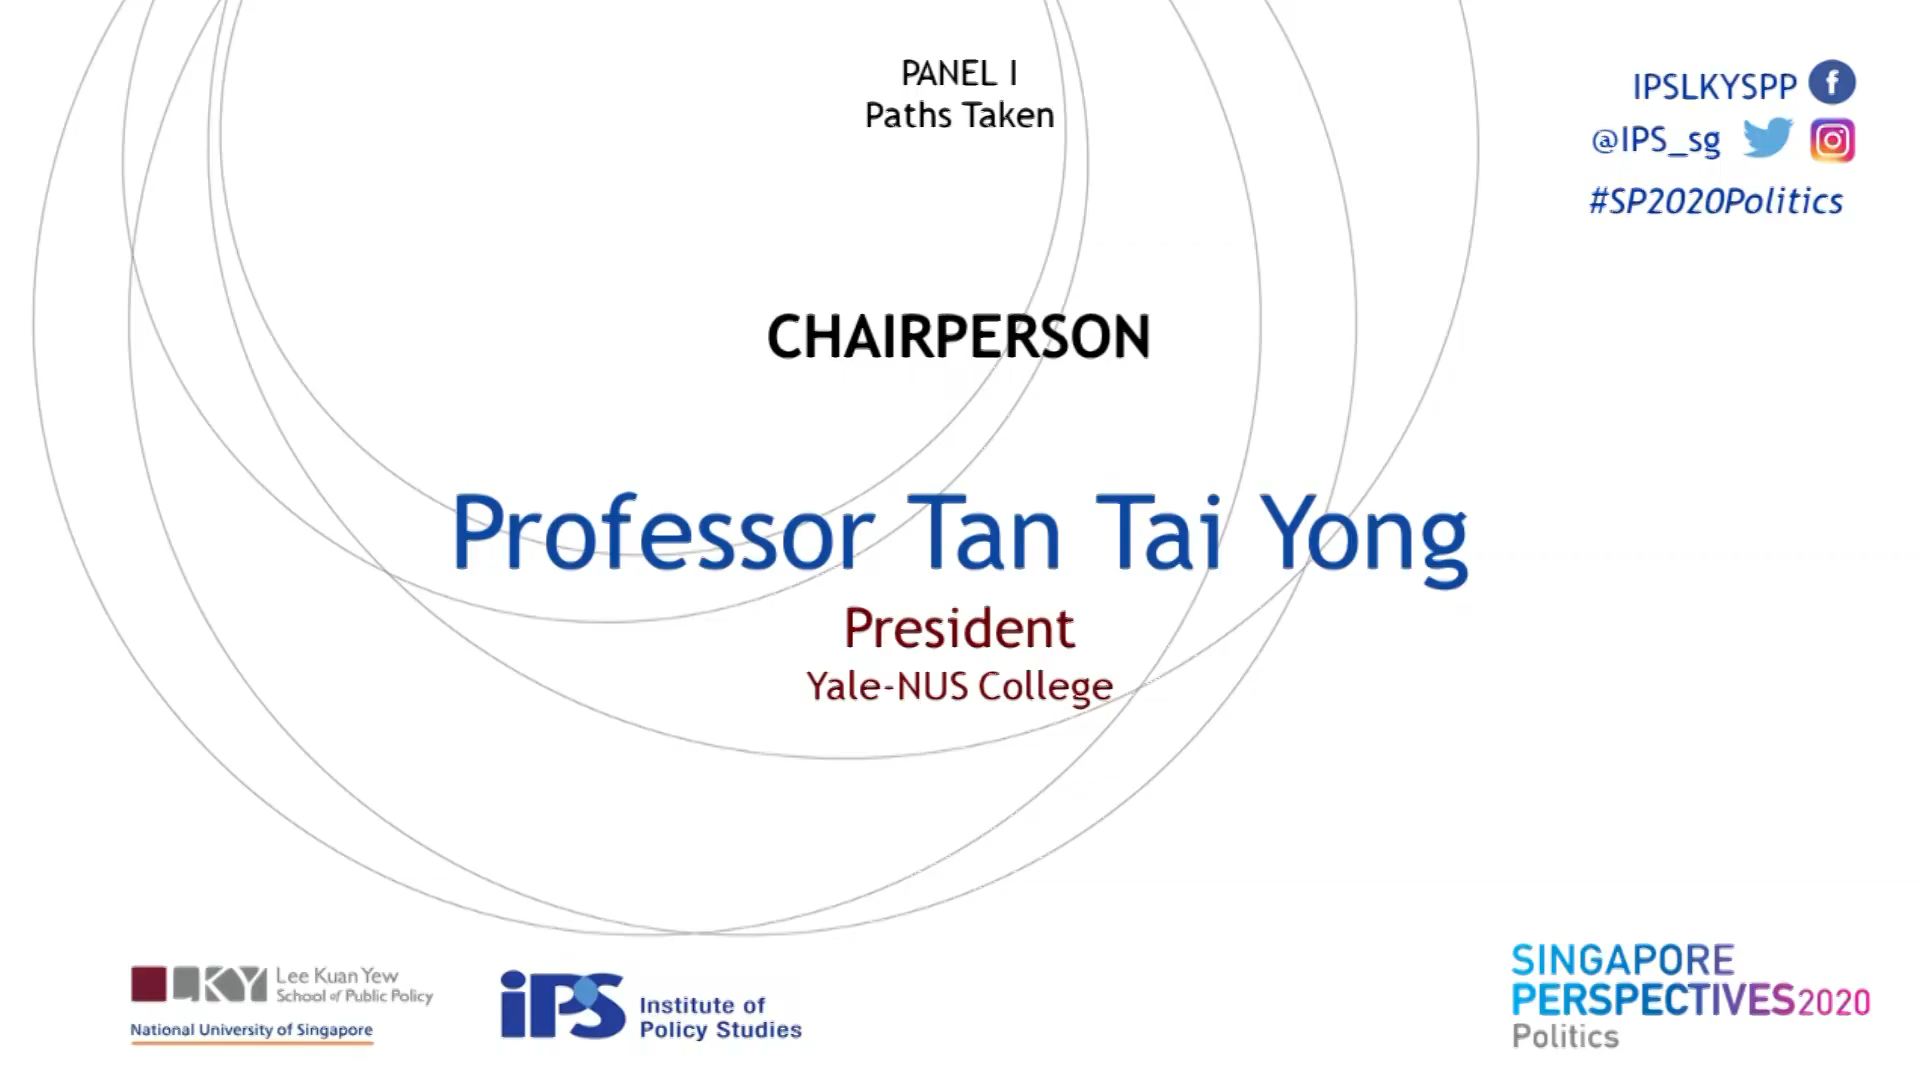 PANEL I
Paths Taken
IPSLKYSPP
@IPS_sg
#SP2020Politics
CHAIRPERSON
Professor Tan Tai Yong
President
Yale-NUS College
LKY Lee Kuan Yew
School of Public Policy
National University of Singapore
iPS Institute of
Policy Studies
SINGAPORE
PERSPECTIVES2020
Politics